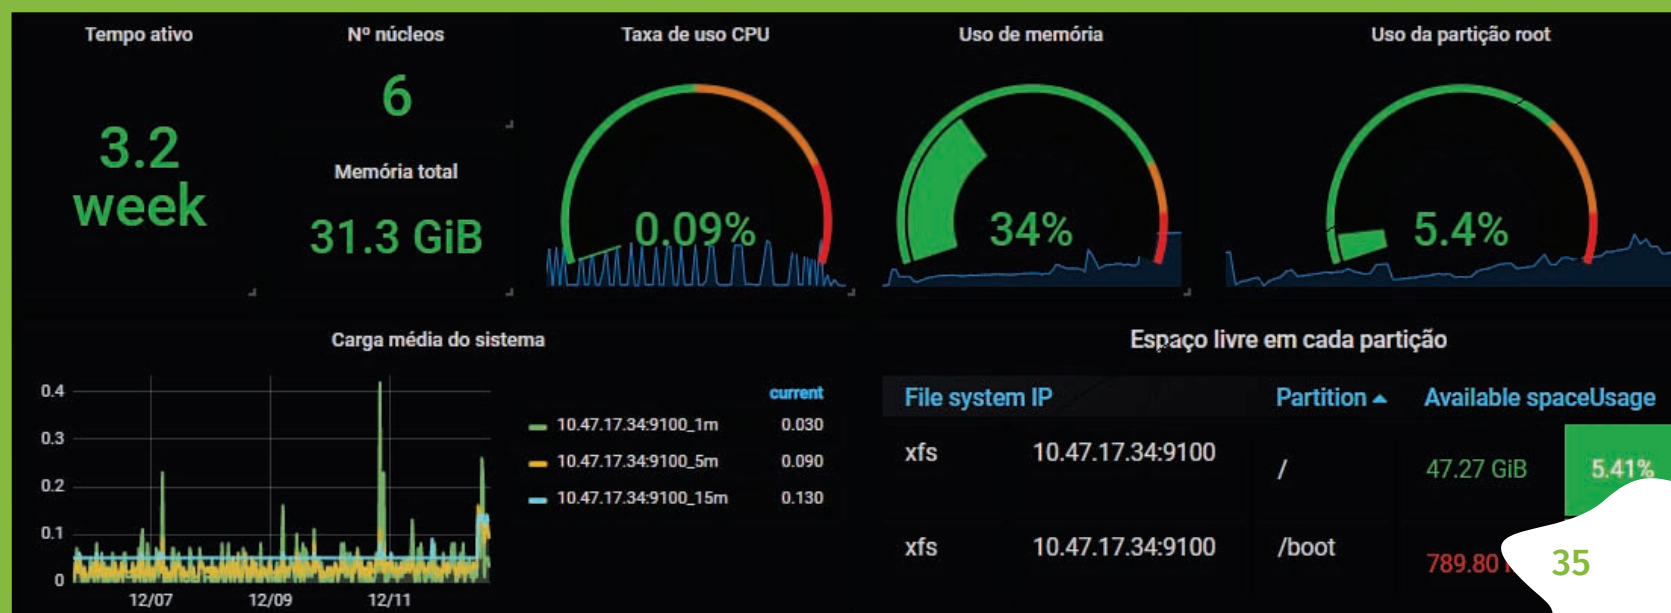 Tempo ativo
3.2
week
Nº núcleos
6
Memória total
31.3 GiB
Taxa de uso CPU
0.09%
Uso de memória
34%
Uso da partição root
5.4%
Carga média do sistema
0.4
0.3
0.2
0.1
0
12/07 12/09 12/11
current
10.47.17.34:9100_1m 0.030
10.47.17.34:9100_5m 0.090
10.47.17.34:9100_15m 0.130
Espaço livre em cada partição
File system IP Partition Available space Usage
xfs 10.47.17.34:9100 / 47.27 GiB 5.41%
xfs 10.47.17.34:9100 /boot 789.80
35